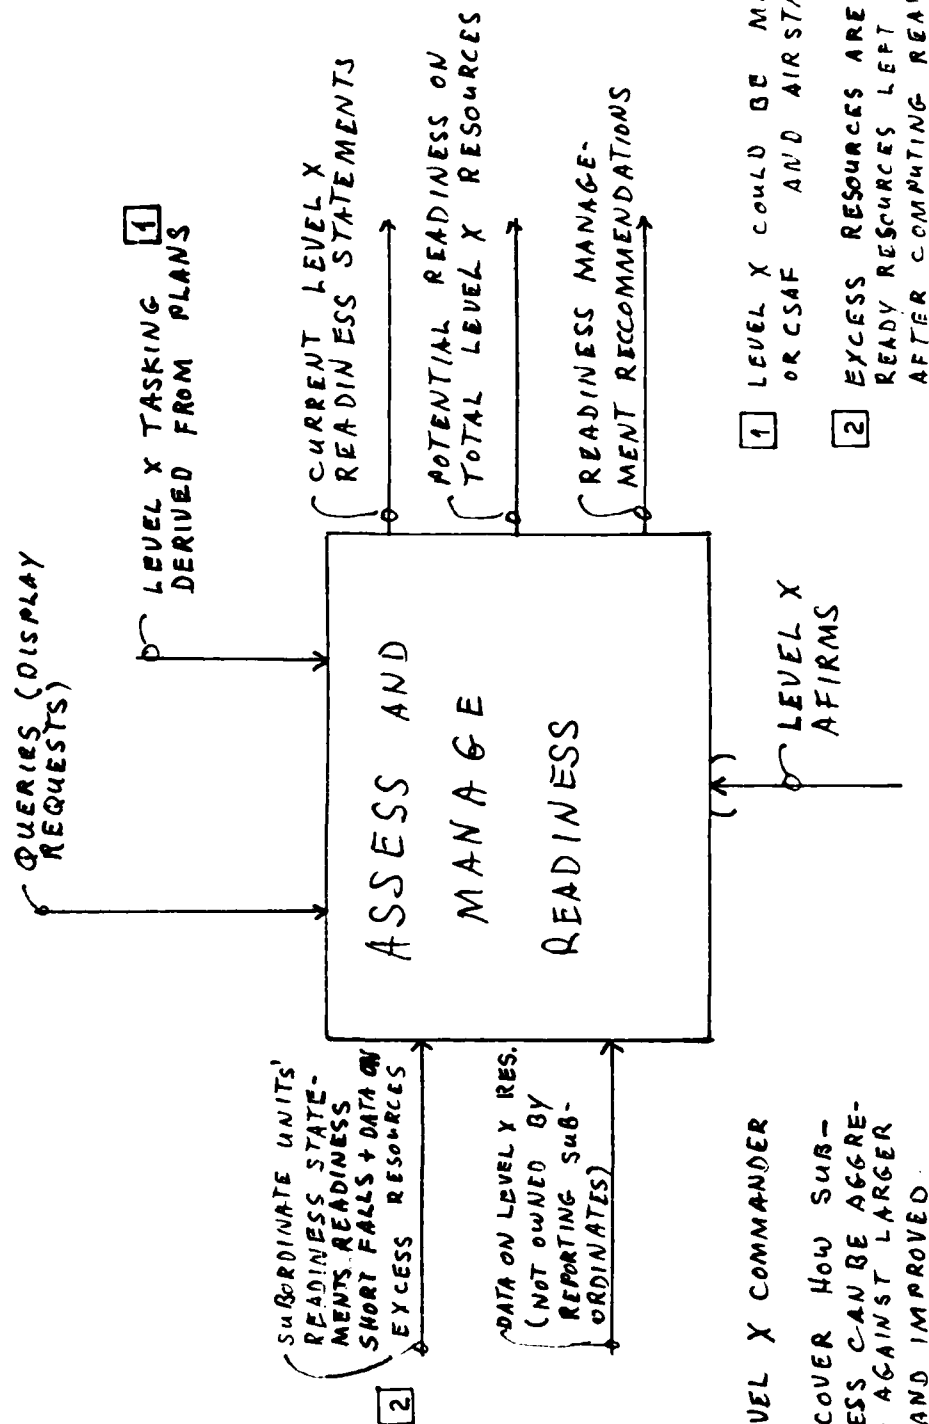 QUERIES (DISPLAY
REQUESTS)
LEVEL X TASKING
DERIVED FROM PLANS
1
SUBORDINATE UNITS'
READINESS STATE-
MENTS READINESS
SHORT FALLS + DATA ON
EXCESS RESOURCES
2
DATA ON LEVEL X RES.
(NOT OWNED BY
REPORTING SUB-
ORDINATES)
ASSESS AND
MANAGE
READINESS
CURRENT LEVEL X
READINESS STATEMENTS
POTENTIAL READINESS ON
TOTAL LEVEL X RESOURCES
READINESS MANAGE-
MENT RECCOMMENDATIONS
LEVEL X
AFIRMS
VEL X COMMANDER
COVER HOW SUB-
ESS CAN BE AGGRE-
AGAINST LARGER
AND IMPROVED.
1 LEVEL X COULD BE
OR CSAF AND AIR STA
2 EXCESS RESOURCES ARE
READY RESOURCES LEFT
AFTER COMPUTING REA